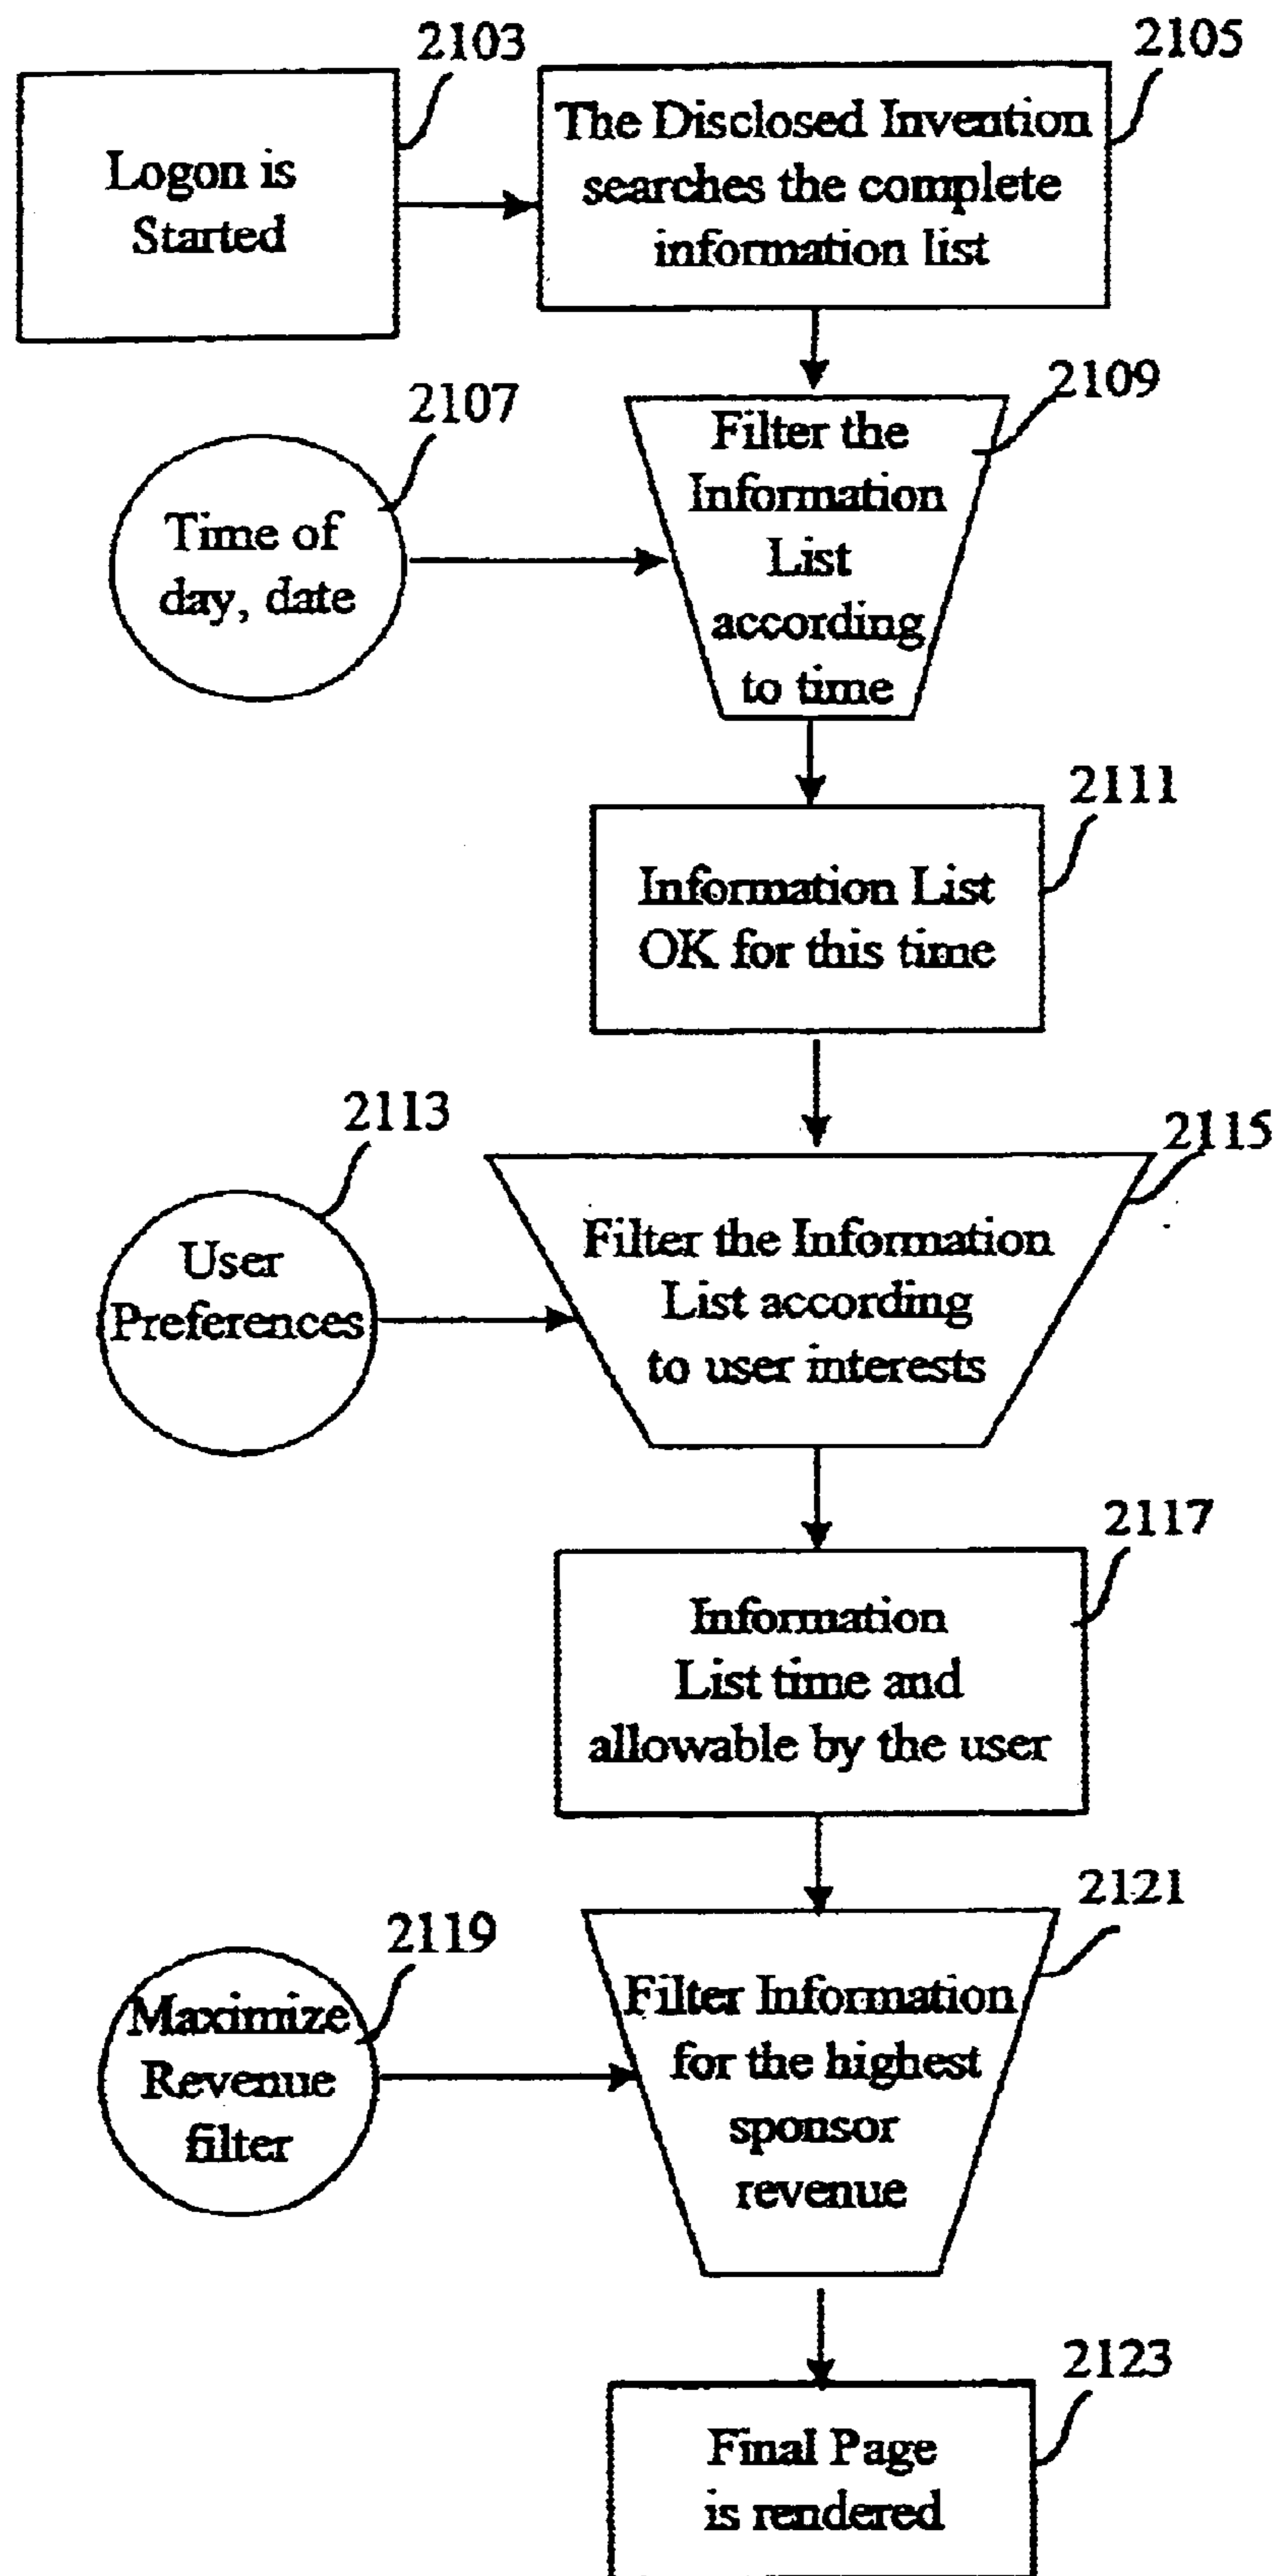 2103
Logon is
Started
2105
The Disclosed Invention
searches the complete
information list
2107
Time of
day, date
2109
Filter the
Information
List
according
to time
2111
Information List
OK for this time
2113
User
Preferences
2115
Filter the Information
List according
to user interests
2117
Information
List time and
allowable by the user
2119
Maximize
Revenue
filter
2121
Filter Information
for the highest
sponsor
revenue
2123
Final Page
is rendered